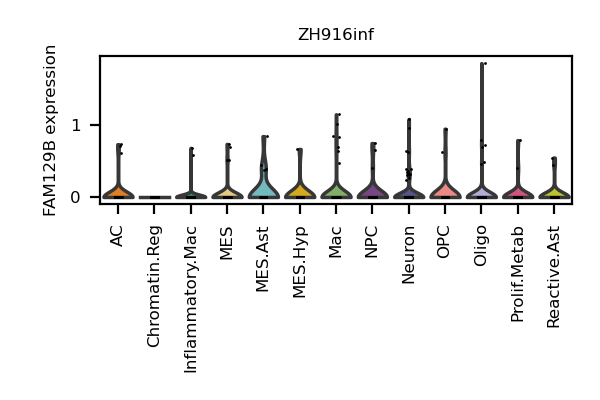 ZH916inf
FAM129B expression
1
0
AC
Chromatin.Reg
Inflammatory.Mac
MES
MES.Ast
MES.Hyp
Mac
NPC
Neuron
OPC
Oligo
Prolif.Metab
Reactive.Ast